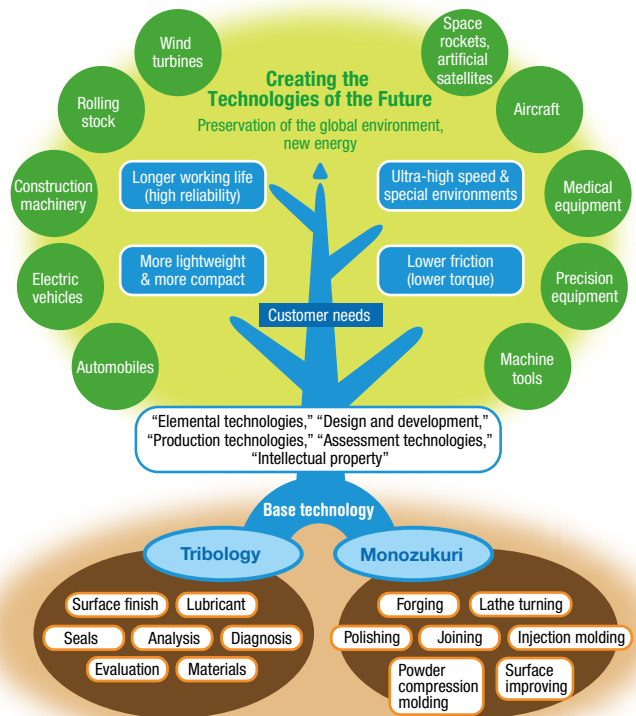 Wind
turbines
Space
rockets,
artificial
satellites
Creating the
Technologies of the Future
Preservation of the global environment,
new energy
Rolling
stock
Aircraft
Longer working life
(high reliability)
Ultra-high speed &
special environments
Construction
machinery
Medical
equipment
More lightweight
& more compact
Lower friction
(lower torque)
Electric
vehicles
Precision
equipment
Customer needs
Automobiles
Machine
tools
“Elemental technologies,” “Design and development,”
“Production technologies,” “Assessment technologies,”
“Intellectual property”
Base technology
Tribology
Monozukuri
Surface finish
Lubricant
Seals
Analysis
Diagnosis
Evaluation
Materials
Forging
Lathe turning
Polishing
Joining
Injection molding
Powder
compression
molding
Surface
improving